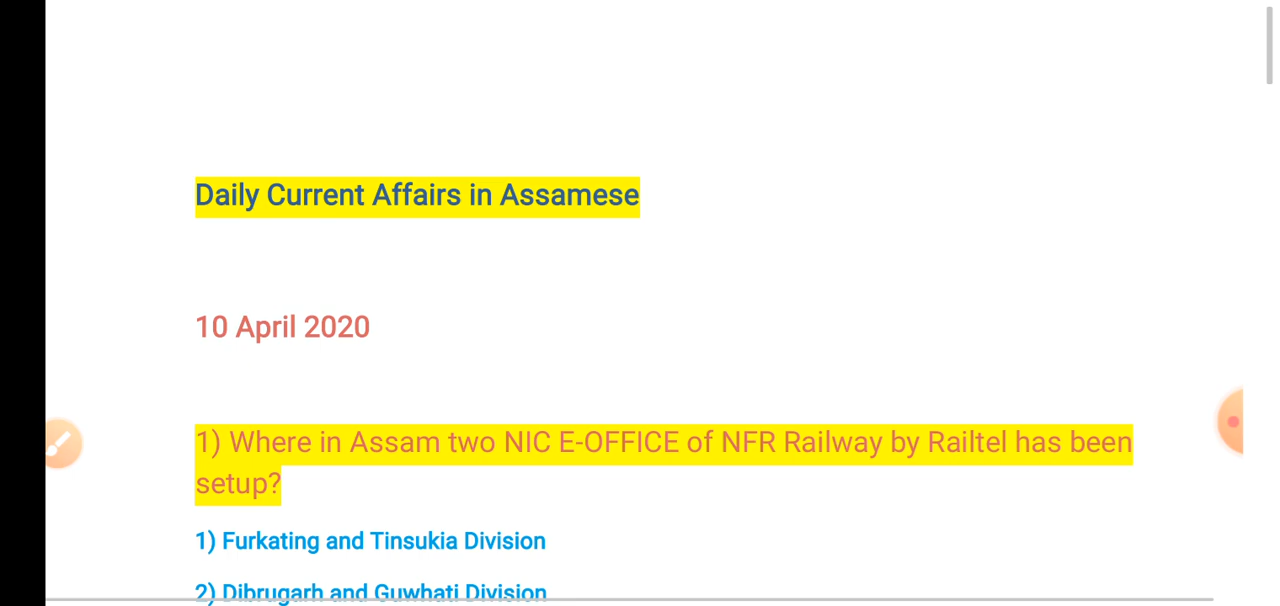 Daily Current Affairs in Assamese
10 April 2020
1) Where in Assam two NIC E-OFFICE of NFR Railway by Railtel has been
setup?
1) Furkating and Tinsukia Division
2) Dibrugarh and Guwhati Division